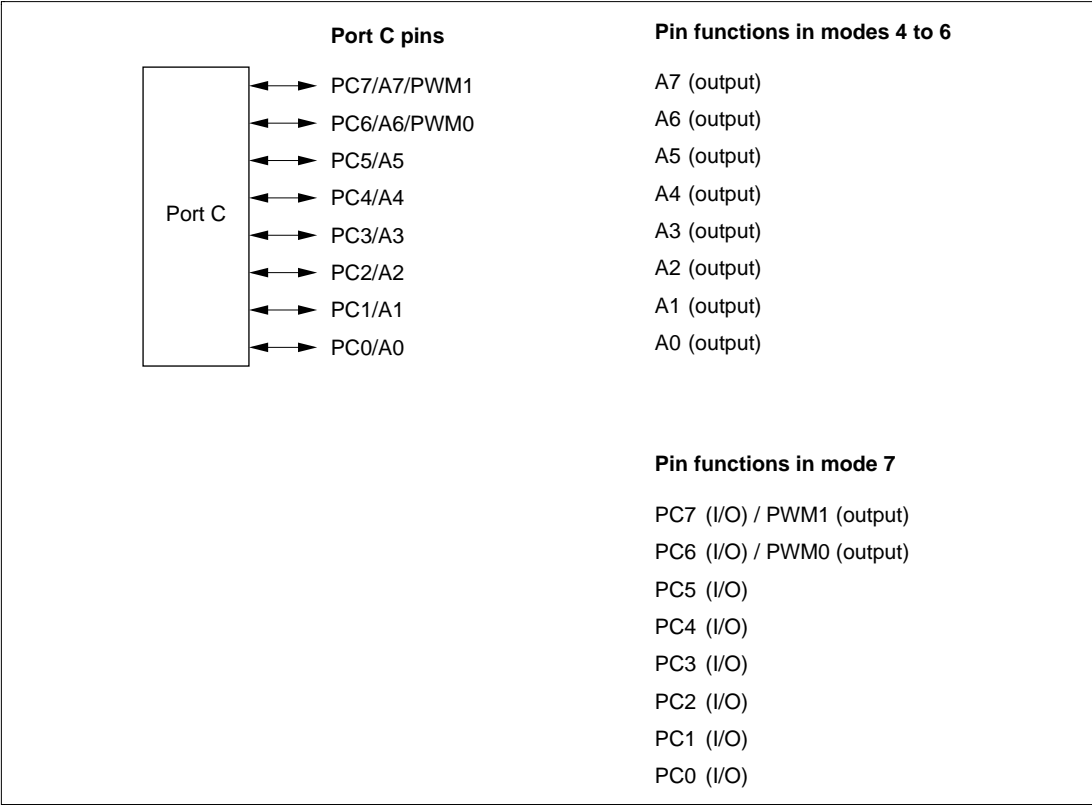 Port C pins
Pin functions in modes 4 to 6
Port C
PC7/A7/PWM1
A7 (output)
PC6/A6/PWM0
A6 (output)
PC5/A5
A5 (output)
PC4/A4
A4 (output)
PC3/A3
A3 (output)
PC2/A2
A2 (output)
PC1/A1
A1 (output)
PC0/A0
A0 (output)
Pin functions in mode 7
PC7 (I/O) / PWM1 (output)
PC6 (I/O) / PWM0 (output)
PC5 (I/O)
PC4 (I/O)
PC3 (I/O)
PC2 (I/O)
PC1 (I/O)
PC0 (I/O)